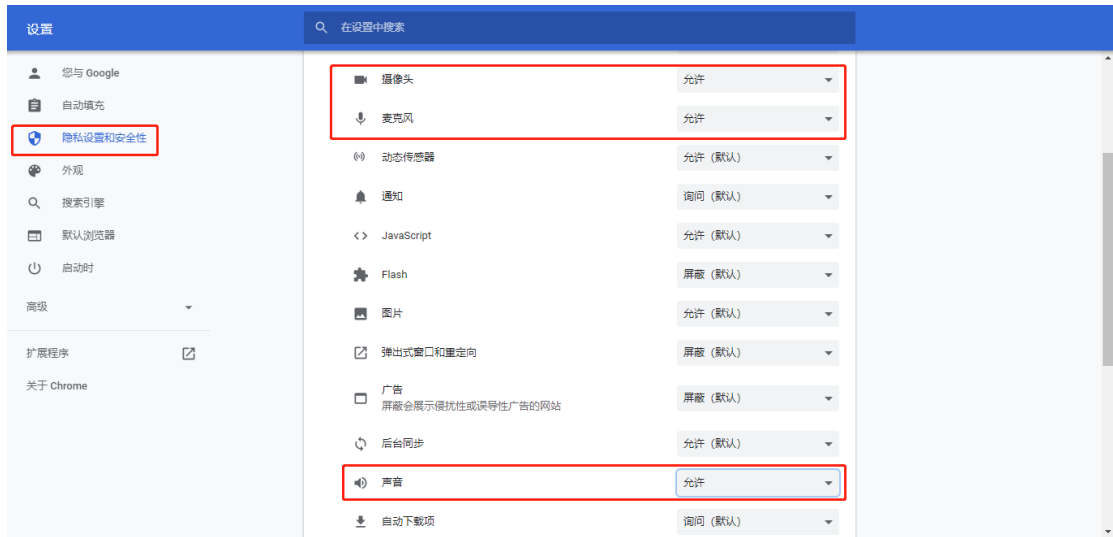 设置
在设置中搜索
您与 Google
自动填充
隐私设置和安全性
外观
搜索引擎
默认浏览器
启动时
高级
扩展程序
关于 Chrome
摄像头 允许
麦克风 允许
动态传感器 允许（默认）
通知 询问（默认）
JavaScript 允许（默认）
Flash 屏蔽（默认）
图片 允许（默认）
弹出式窗口和重定向 屏蔽（默认）
广告 屏蔽（默认）
屏蔽会展示侵扰性或误导性广告的网站
后台同步 允许（默认）
声音 允许
自动下载项 询问（默认）